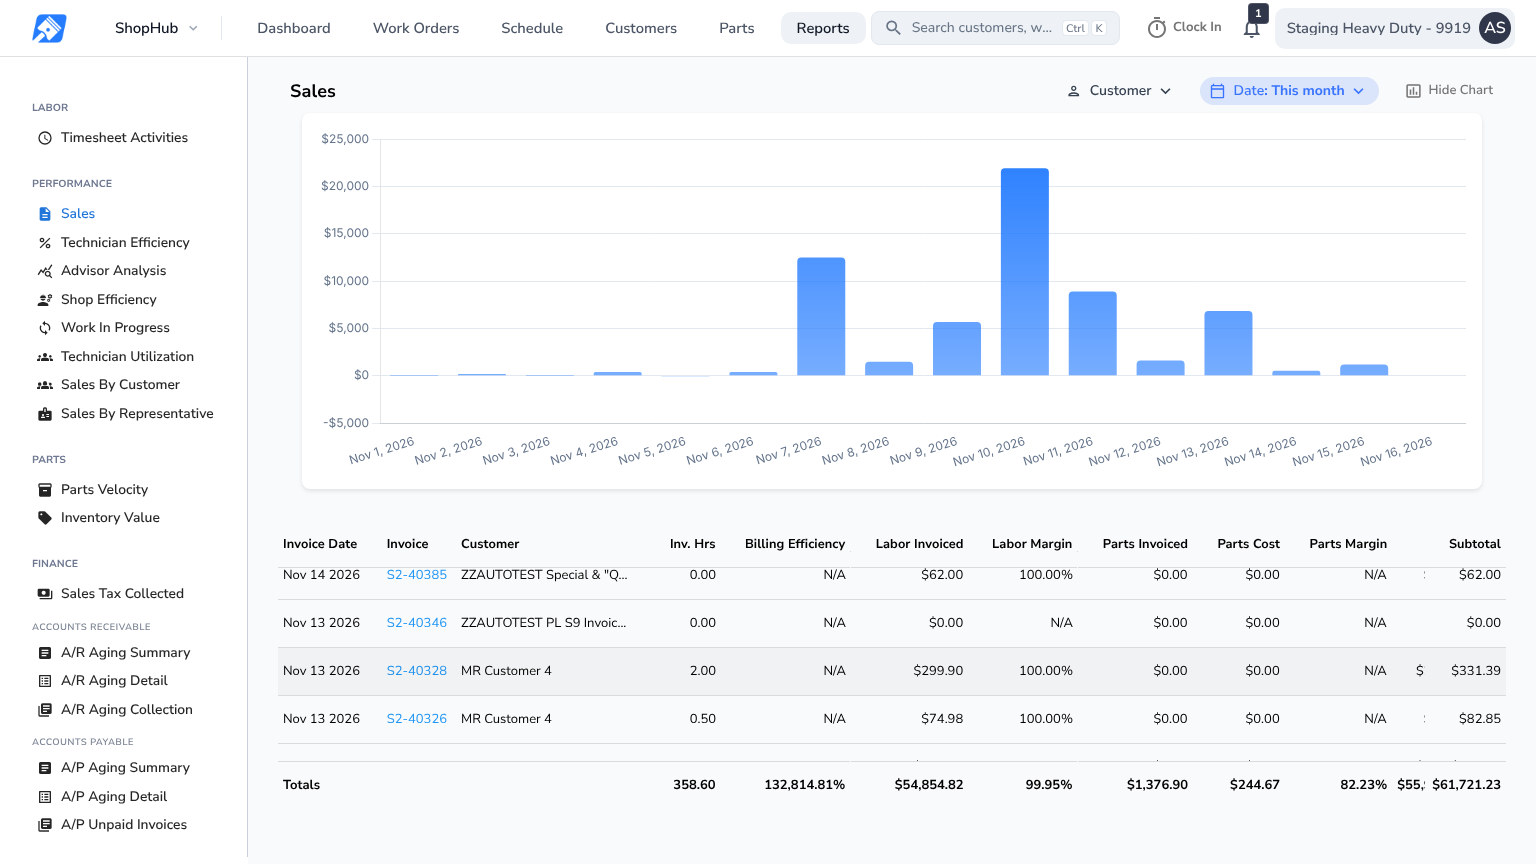 ShopHub
Dashboard
Work Orders
Schedule
Customers
Parts
Reports
Search customers, w...
Ctrl K
Clock In
1
Staging Heavy Duty - 9919
AS
LABOR
Timesheet Activities
PERFORMANCE
Sales
Technician Efficiency
Advisor Analysis
Shop Efficiency
Work In Progress
Technician Utilization
Sales By Customer
Sales By Representative
PARTS
Parts Velocity
Inventory Value
FINANCE
Sales Tax Collected
ACCOUNTS RECEIVABLE
A/R Aging Summary
A/R Aging Detail
A/R Aging Collection
ACCOUNTS PAYABLE
A/P Aging Summary
A/P Aging Detail
A/P Unpaid Invoices
Sales
Customer
Date: This month
Hide Chart
$25,000
$20,000
$15,000
$10,000
$5,000
$0
-$5,000
Nov 1, 2026
Nov 2, 2026
Nov 3, 2026
Nov 4, 2026
Nov 5, 2026
Nov 6, 2026
Nov 7, 2026
Nov 8, 2026
Nov 9, 2026
Nov 10, 2026
Nov 11, 2026
Nov 12, 2026
Nov 13, 2026
Nov 14, 2026
Nov 15, 2026
Nov 16, 2026
Invoice Date Invoice Customer Inv. Hrs Billing Efficiency Labor Invoiced Labor Margin Parts Invoiced Parts Cost Parts Margin Subtotal
Nov 14 2026 S2-40385 ZZAUTOTEST Special & "Q... 0.00 N/A $62.00 100.00% $0.00 $0.00 N/A $62.00
Nov 13 2026 S2-40346 ZZAUTOTEST PL S9 Invoic... 0.00 N/A $0.00 N/A $0.00 $0.00 N/A $0.00
Nov 13 2026 S2-40328 MR Customer 4 2.00 N/A $299.90 100.00% $0.00 $0.00 N/A $ $331.39
Nov 13 2026 S2-40326 MR Customer 4 0.50 N/A $74.98 100.00% $0.00 $0.00 N/A $82.85
Totals 358.60 132,814.81% $54,854.82 99.95% $1,376.90 $244.67 82.23% $55, $61,721.23